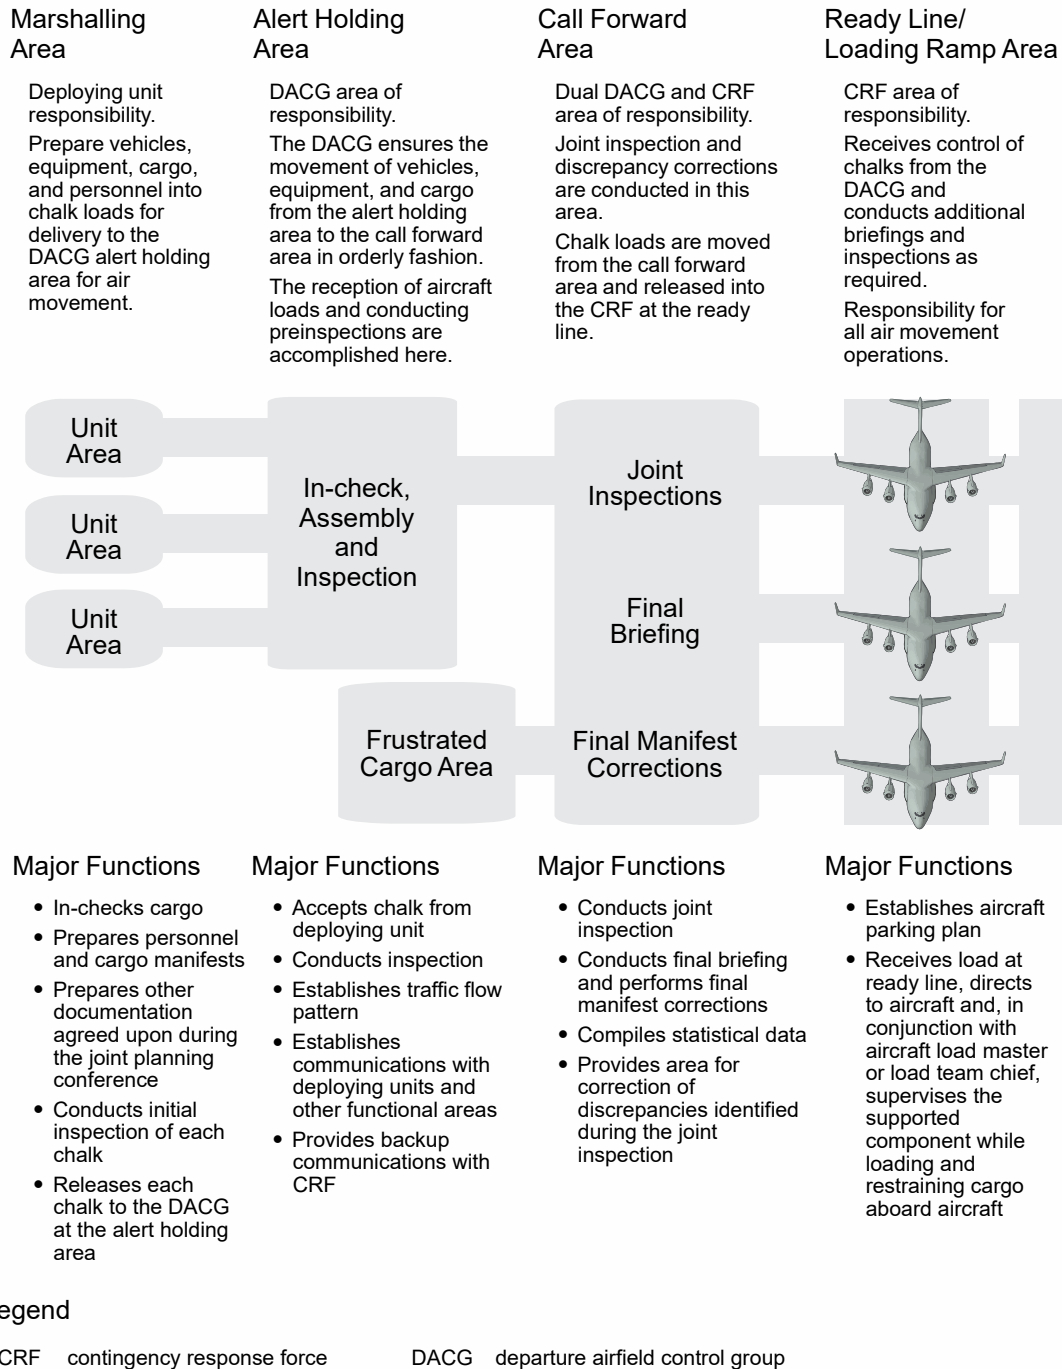 Marshalling
Area
Deploying unit
responsibility.
Prepare vehicles,
equipment, cargo,
and personnel into
chalk loads for
delivery to the
DACG alert holding
area for air
movement.
Alert Holding
Area
DACG area of
responsibility.
The DACG ensures the
movement of vehicles,
equipment, and cargo
from the alert holding
area to the call forward
area in orderly fashion.
The reception of aircraft
loads and conducting
preinspections are
accomplished here.
Call Forward
Area
Dual DACG and CRF
area of responsibility.
Joint inspection and
discrepancy corrections
are conducted in this
area.
Chalk loads are moved
from the call forward
area and released into
the CRF at the ready
line.
Ready Line/
Loading Ramp Area
CRF area of
responsibility.
Receives control of
chalks from the
DACG and
conducts additional
briefings and
inspections as
required.
Responsibility for
all air movement
operations.
Unit
Area
Unit
Area
Unit
Area
In-check,
Assembly
and
Inspection
Frustrated
Cargo Area
Joint
Inspections
Final
Briefing
Final Manifest
Corrections
Major Functions
• In-checks cargo
• Prepares personnel
and cargo manifests
• Prepares other
documentation
agreed upon during
the joint planning
conference
• Conducts initial
inspection of each
chalk
• Releases each
chalk to the DACG
at the alert holding
area
Major Functions
• Accepts chalk from
deploying unit
• Conducts inspection
• Establishes traffic flow
pattern
• Establishes
communications with
deploying units and
other functional areas
• Provides backup
communications with
CRF
Major Functions
• Conducts joint
inspection
• Conducts final briefing
and performs final
manifest corrections
• Compiles statistical data
• Provides area for
correction of
discrepancies identified
during the joint
inspection
Major Functions
• Establishes aircraft
parking plan
• Receives load at
ready line, directs
to aircraft and, in
conjunction with
aircraft load master
or load team chief,
supervises the
supported
component while
loading and
restraining cargo
aboard aircraft
egend
CRF contingency response force
DACG departure airfield control group